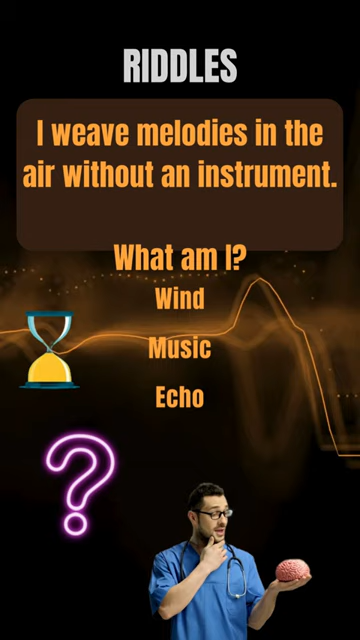 RIDDLES
I weave melodies in the
air without an instrument.
What am I?
Wind
Music
Echo